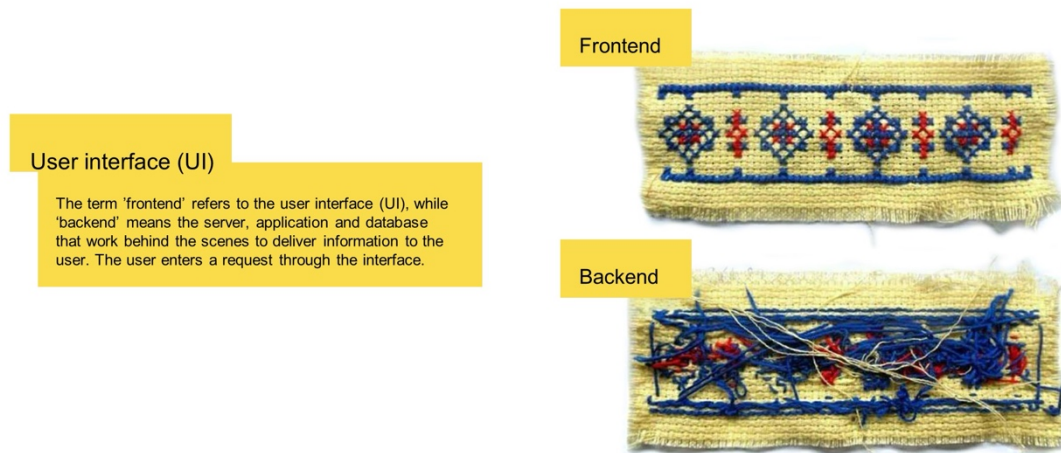 User interface (UI)
The term 'frontend' refers to the user interface (UI), while
‘backend’ means the server, application and database
that work behind the scenes to deliver information to the
user. The user enters a request through the interface.
Frontend
Backend